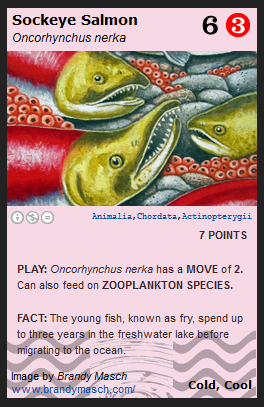 Sockeye Salmon
Oncorhynchus nerka
6 3
Animalia,Chordata,Actinopterygii
7 POINTS
PLAY: Oncorhynchus nerka has a MOVE of 2.
Can also feed on ZOOPLANKTON SPECIES.
FACT: The young fish, known as fry, spend up
to three years in the freshwater lake before
migrating to the ocean.
Image by Brandy Masch
www.brandymasch.com/
Cold, Cool